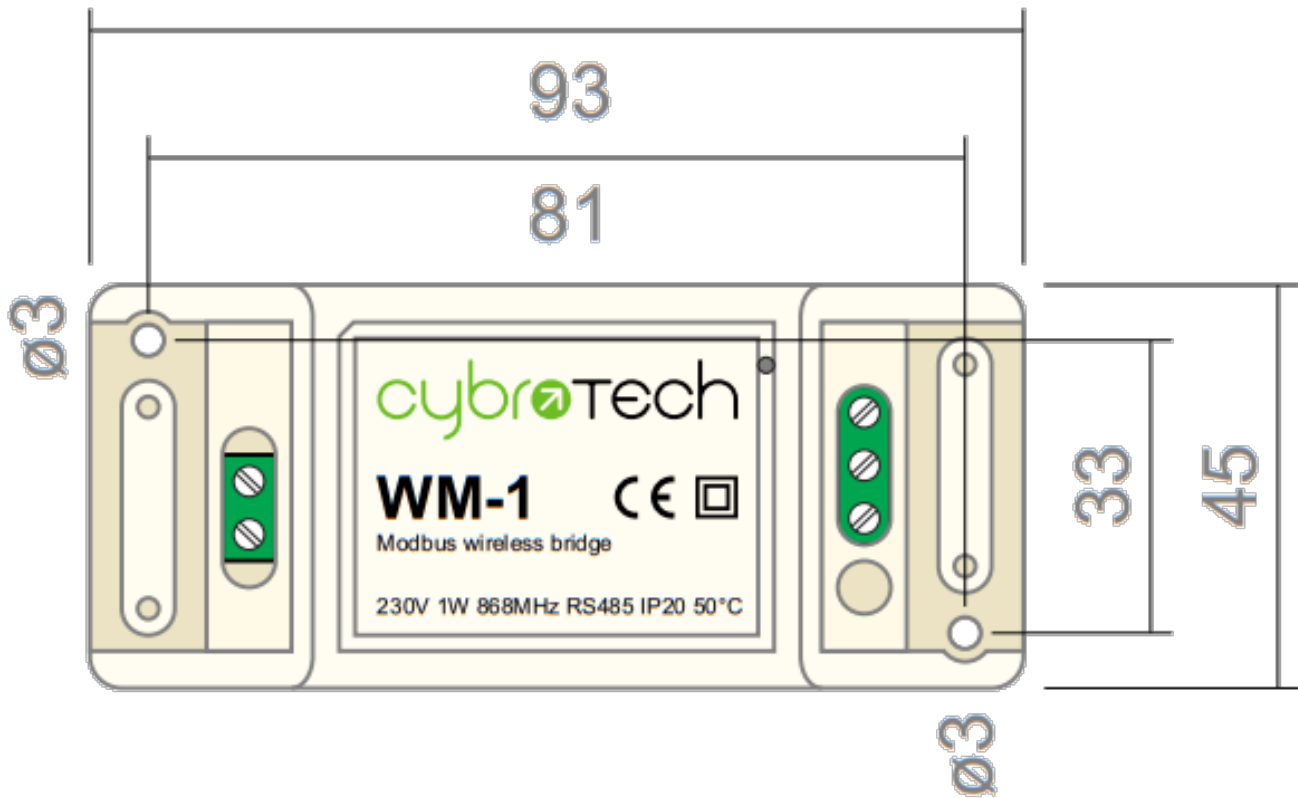 93
81
ø3
cybrotech
WM-1 CE
Modbus wireless bridge
230V 1W 868MHz RS485 IP20 50°C
33
45
ø3